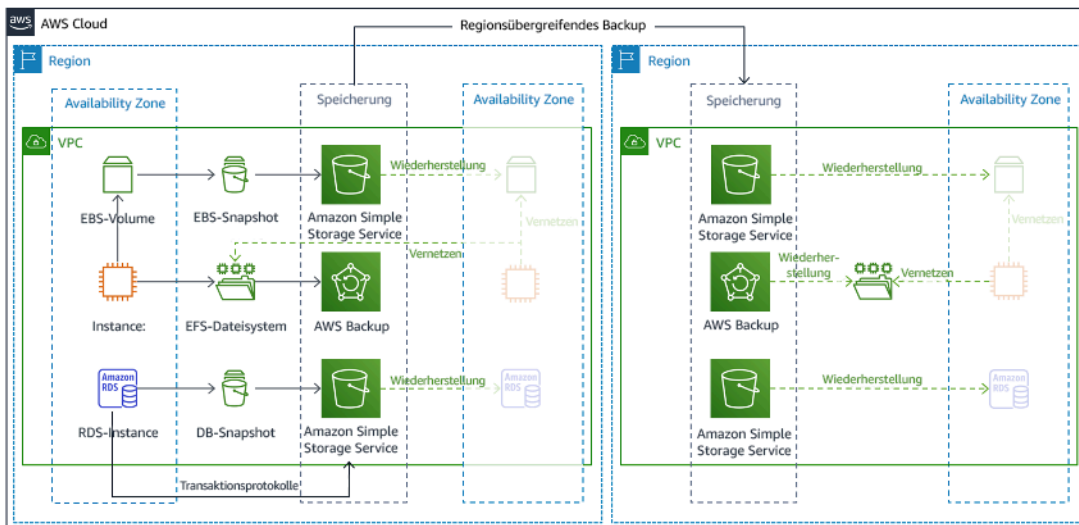 aws
AWS Cloud
Regionsübergreifendes Backup
Region
Region
Availability Zone
Speicherung
Availability Zone
Speicherung
Availability Zone
VPC
VPC
Wiederherstellung
Wiederherstellung
EBS-Volume
EBS-Snapshot
Amazon Simple
Storage Service
Vernetzen
Amazon Simple
Storage Service
Vernetzen
Vernetzen
Wiederher-
stellung
Vernetzen
Instance:
EFS-Dateisystem
AWS Backup
AWS Backup
Amazon
RDS
Wiederherstellung
Amazon
RDS
Wiederherstellung
Amazon
RDS
RDS-Instance
DB-Snapshot
Amazon Simple
Storage Service
Amazon Simple
Storage Service
Transaktionsprotokolle